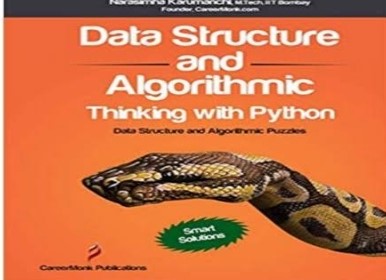 Narasimha Karumanchi, M.Tech, IIT Bombay
Founder, CareerMonk.com
Data Structure
and
Algorithmic
Thinking with Python
Data Structure and Algorithmic Puzzles
Smart
Solutions
CareerMonk Publications